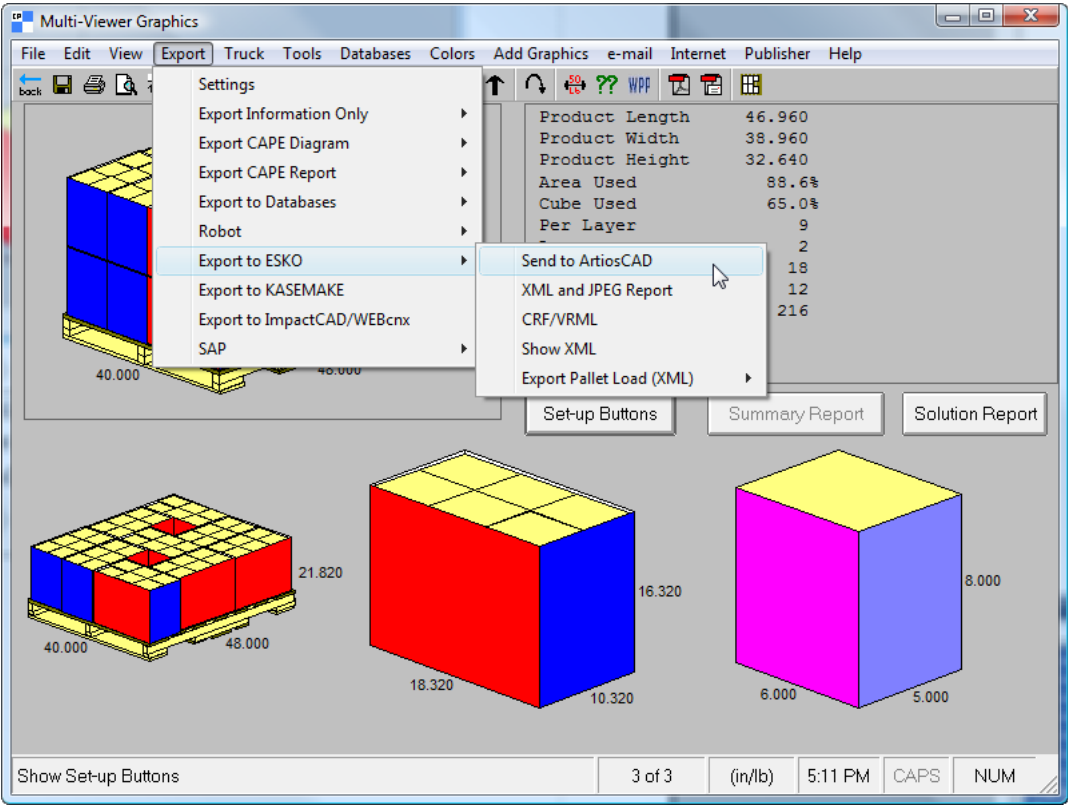 CP Multi-Viewer Graphics
File Edit View Export Truck Tools Databases Colors Add Graphics e-mail Internet Publisher Help
back 50 L6 ?? WPF
Settings
Export Information Only
Export CAPE Diagram
Export CAPE Report
Export to Databases
Robot
Export to ESKO
Export to KASEMAKE
Export to ImpactCAD/WEBcnx
SAP
Send to ArtiosCAD
XML and JPEG Report
CRF/VRML
Show XML
Export Pallet Load (XML)
Product Length 46.960
Product Width 38.960
Product Height 32.640
Area Used 88.6%
Cube Used 65.0%
Per Layer 9
2
18
12
216
40.000 48.000
Set-up Buttons Summary Report Solution Report
21.820
40.000 48.000
16.320
18.320 10.320
8.000
6.000 5.000
Show Set-up Buttons 3 of 3 (in/lb) 5:11 PM CAPS NUM